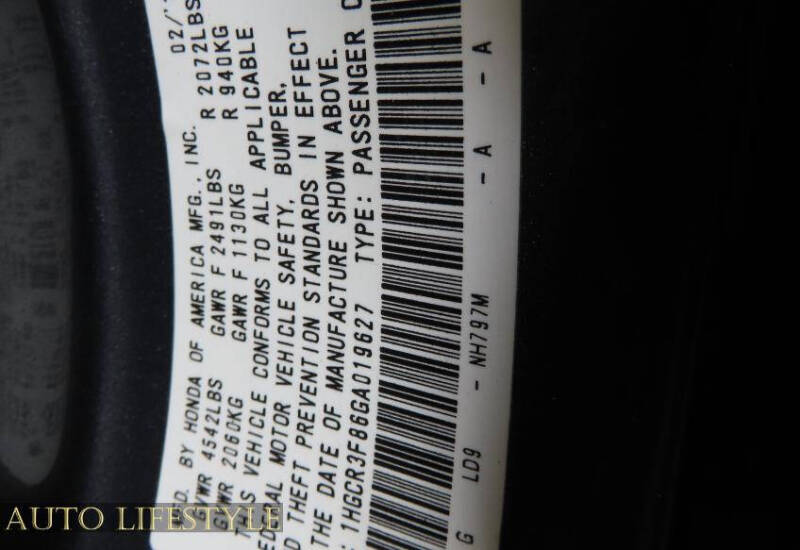 FD. BY HONDA OF AMERICA MFG., INC. 02/
GVWR 4542LBS GAWR F 2491LBS R 2072LBS
GVWR 2060KG GAWR F 1130KG R 940KG
THIS VEHICLE CONFORMS TO ALL APPLICABLE
EDERAL MOTOR VEHICLE SAFETY, BUMPER,
D THEFT PREVENTION STANDARDS IN EFFECT
THE DATE OF MANUFACTURE SHOWN ABOVE.
: 1HGCR3F86GA019627 TYPE: PASSENGER C
G LD9 - NH797M - A - A
AUTO LIFESTYLE